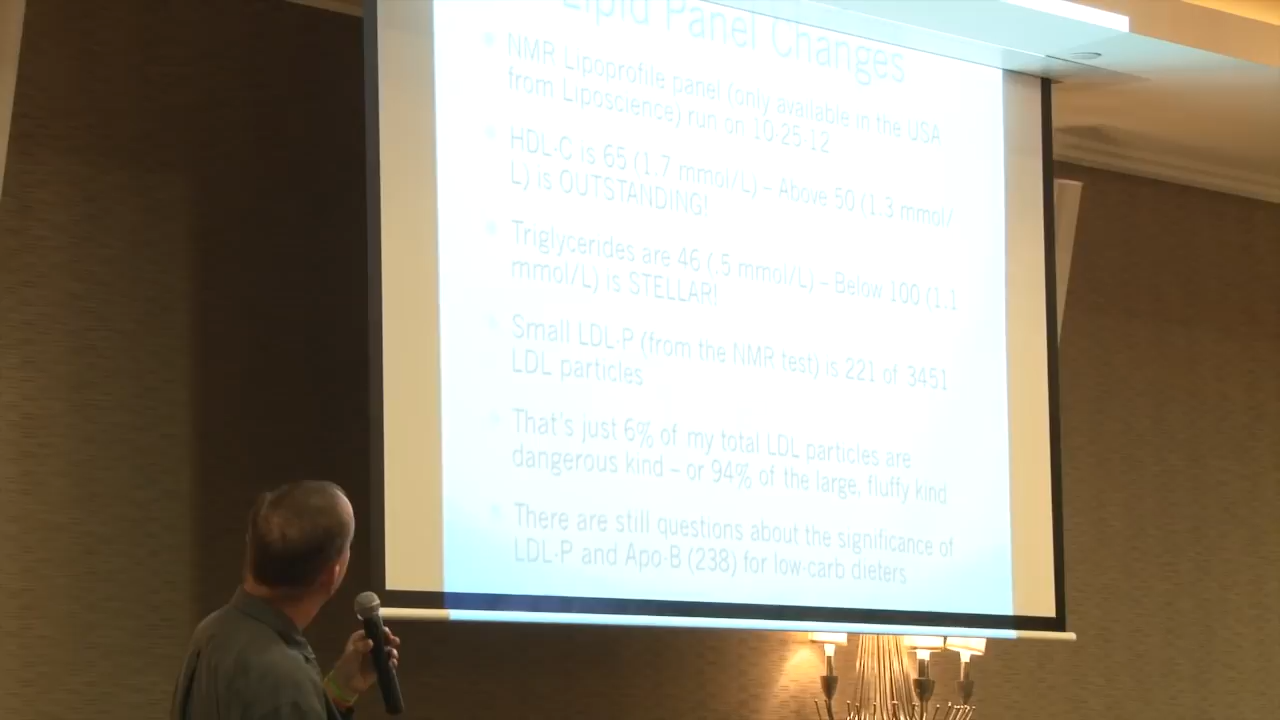 Lipid Panel Changes
NMR Lipoprofile panel (only available in the USA
from Liposcience) run on 10-25-12
HDL-C is 65 (1.7 mmol/L) – Above 50 (1.3 mmol/
L) is OUTSTANDING!
Triglycerides are 46 (.5 mmol/L) – Below 100 (1.1
mmol/L) is STELLAR!
Small LDL-P (from the NMR test) is 221 of 3451
LDL particles
That's just 6% of my total LDL particles are
dangerous kind – or 94% of the large, fluffy kind
There are still questions about the significance of
LDL-P and Apo-B (238) for low-carb dieters